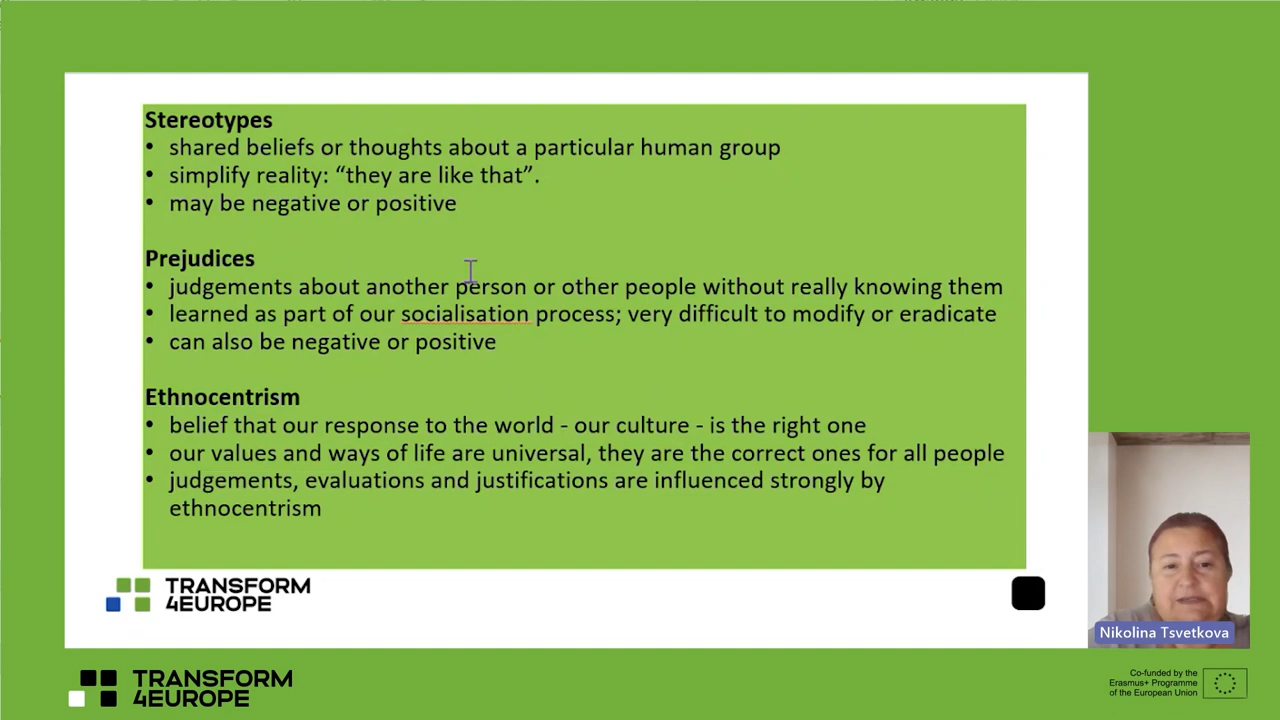 Stereotypes
• shared beliefs or thoughts about a particular human group
• simplify reality: “they are like that”.
• may be negative or positive
Prejudices
• judgements about another person or other people without really knowing them
• learned as part of our socialisation process; very difficult to modify or eradicate
• can also be negative or positive
Ethnocentrism
• belief that our response to the world - our culture - is the right one
• our values and ways of life are universal, they are the correct ones for all people
• judgements, evaluations and justifications are influenced strongly by
ethnocentrism
TRANSFORM
4EUROPE
Nikolina Tsvetkova
TRANSFORM
4EUROPE
Co-funded by the
Erasmus+ Programme
of the European Union